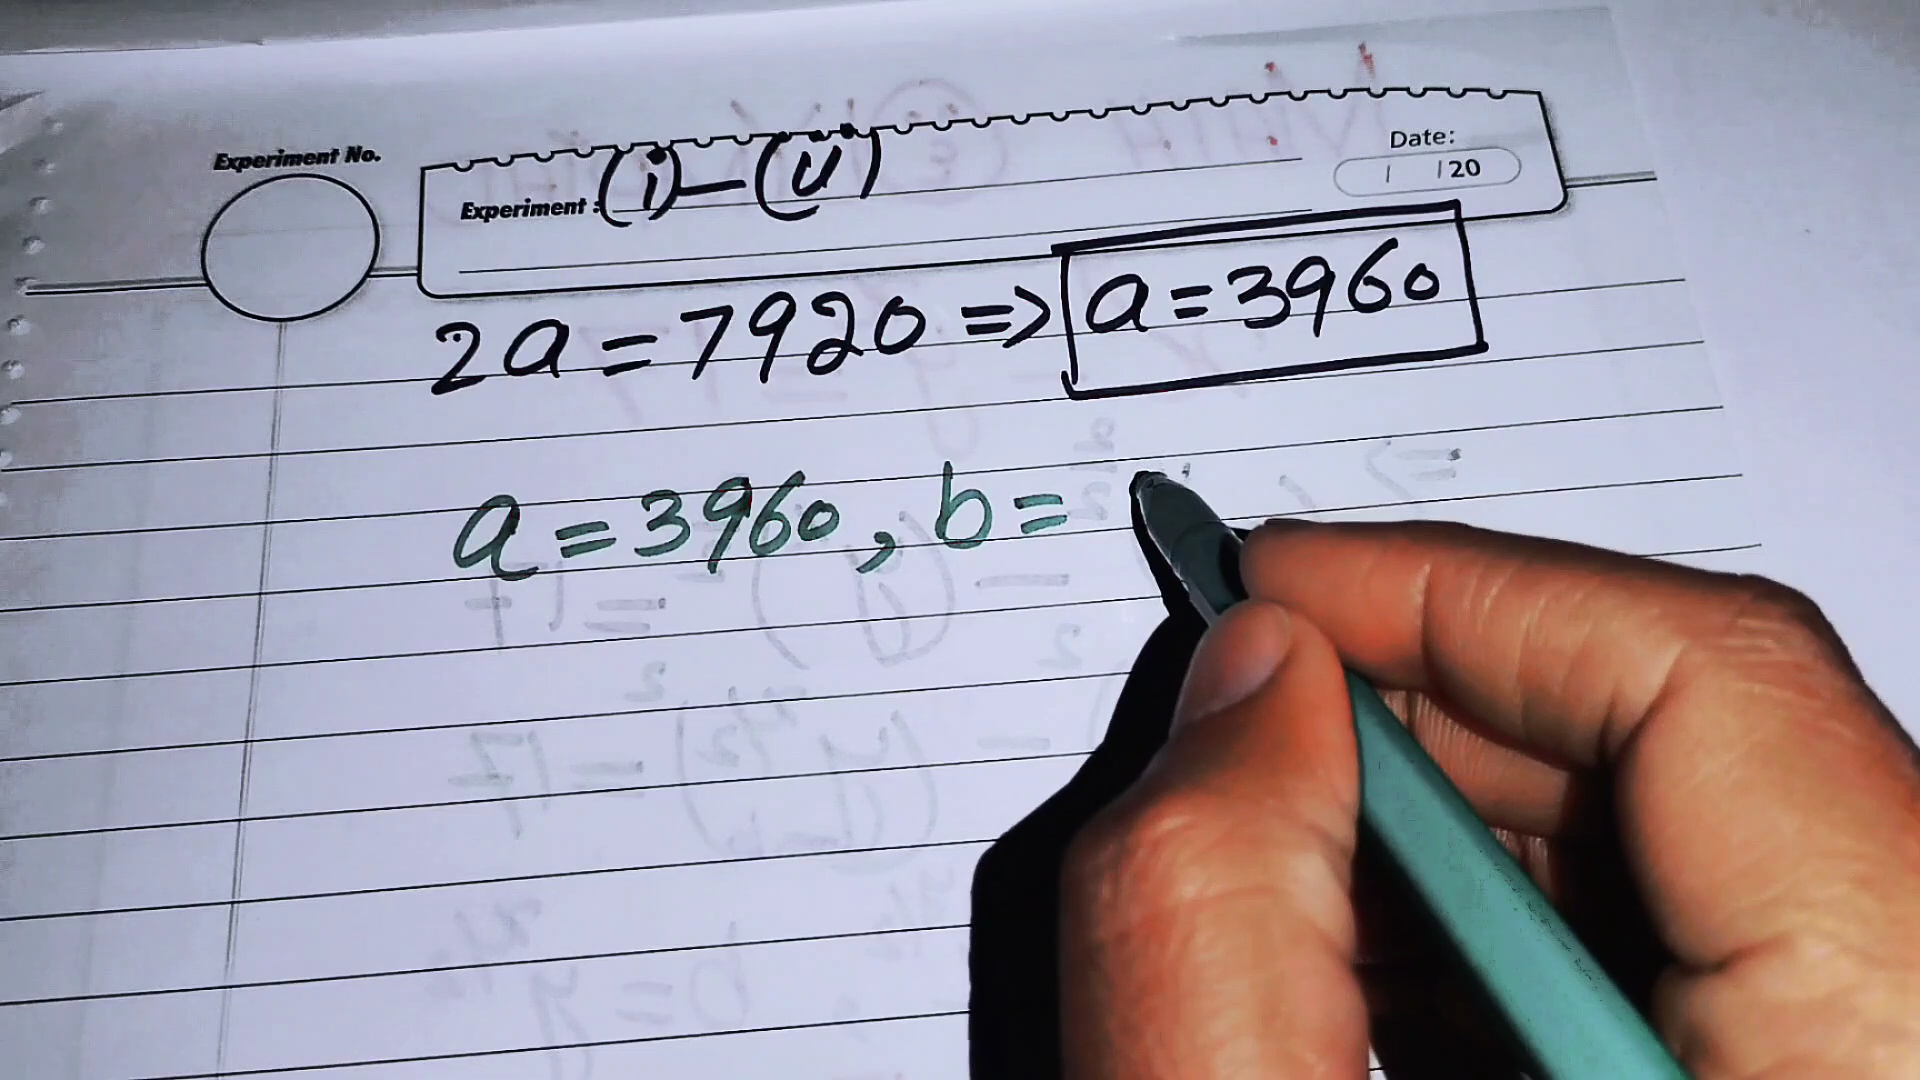 Experiment No.
Date:
/ /20
Experiment : (i) — (ii)
2a = 7920 => a = 3960
a = 3960, b =